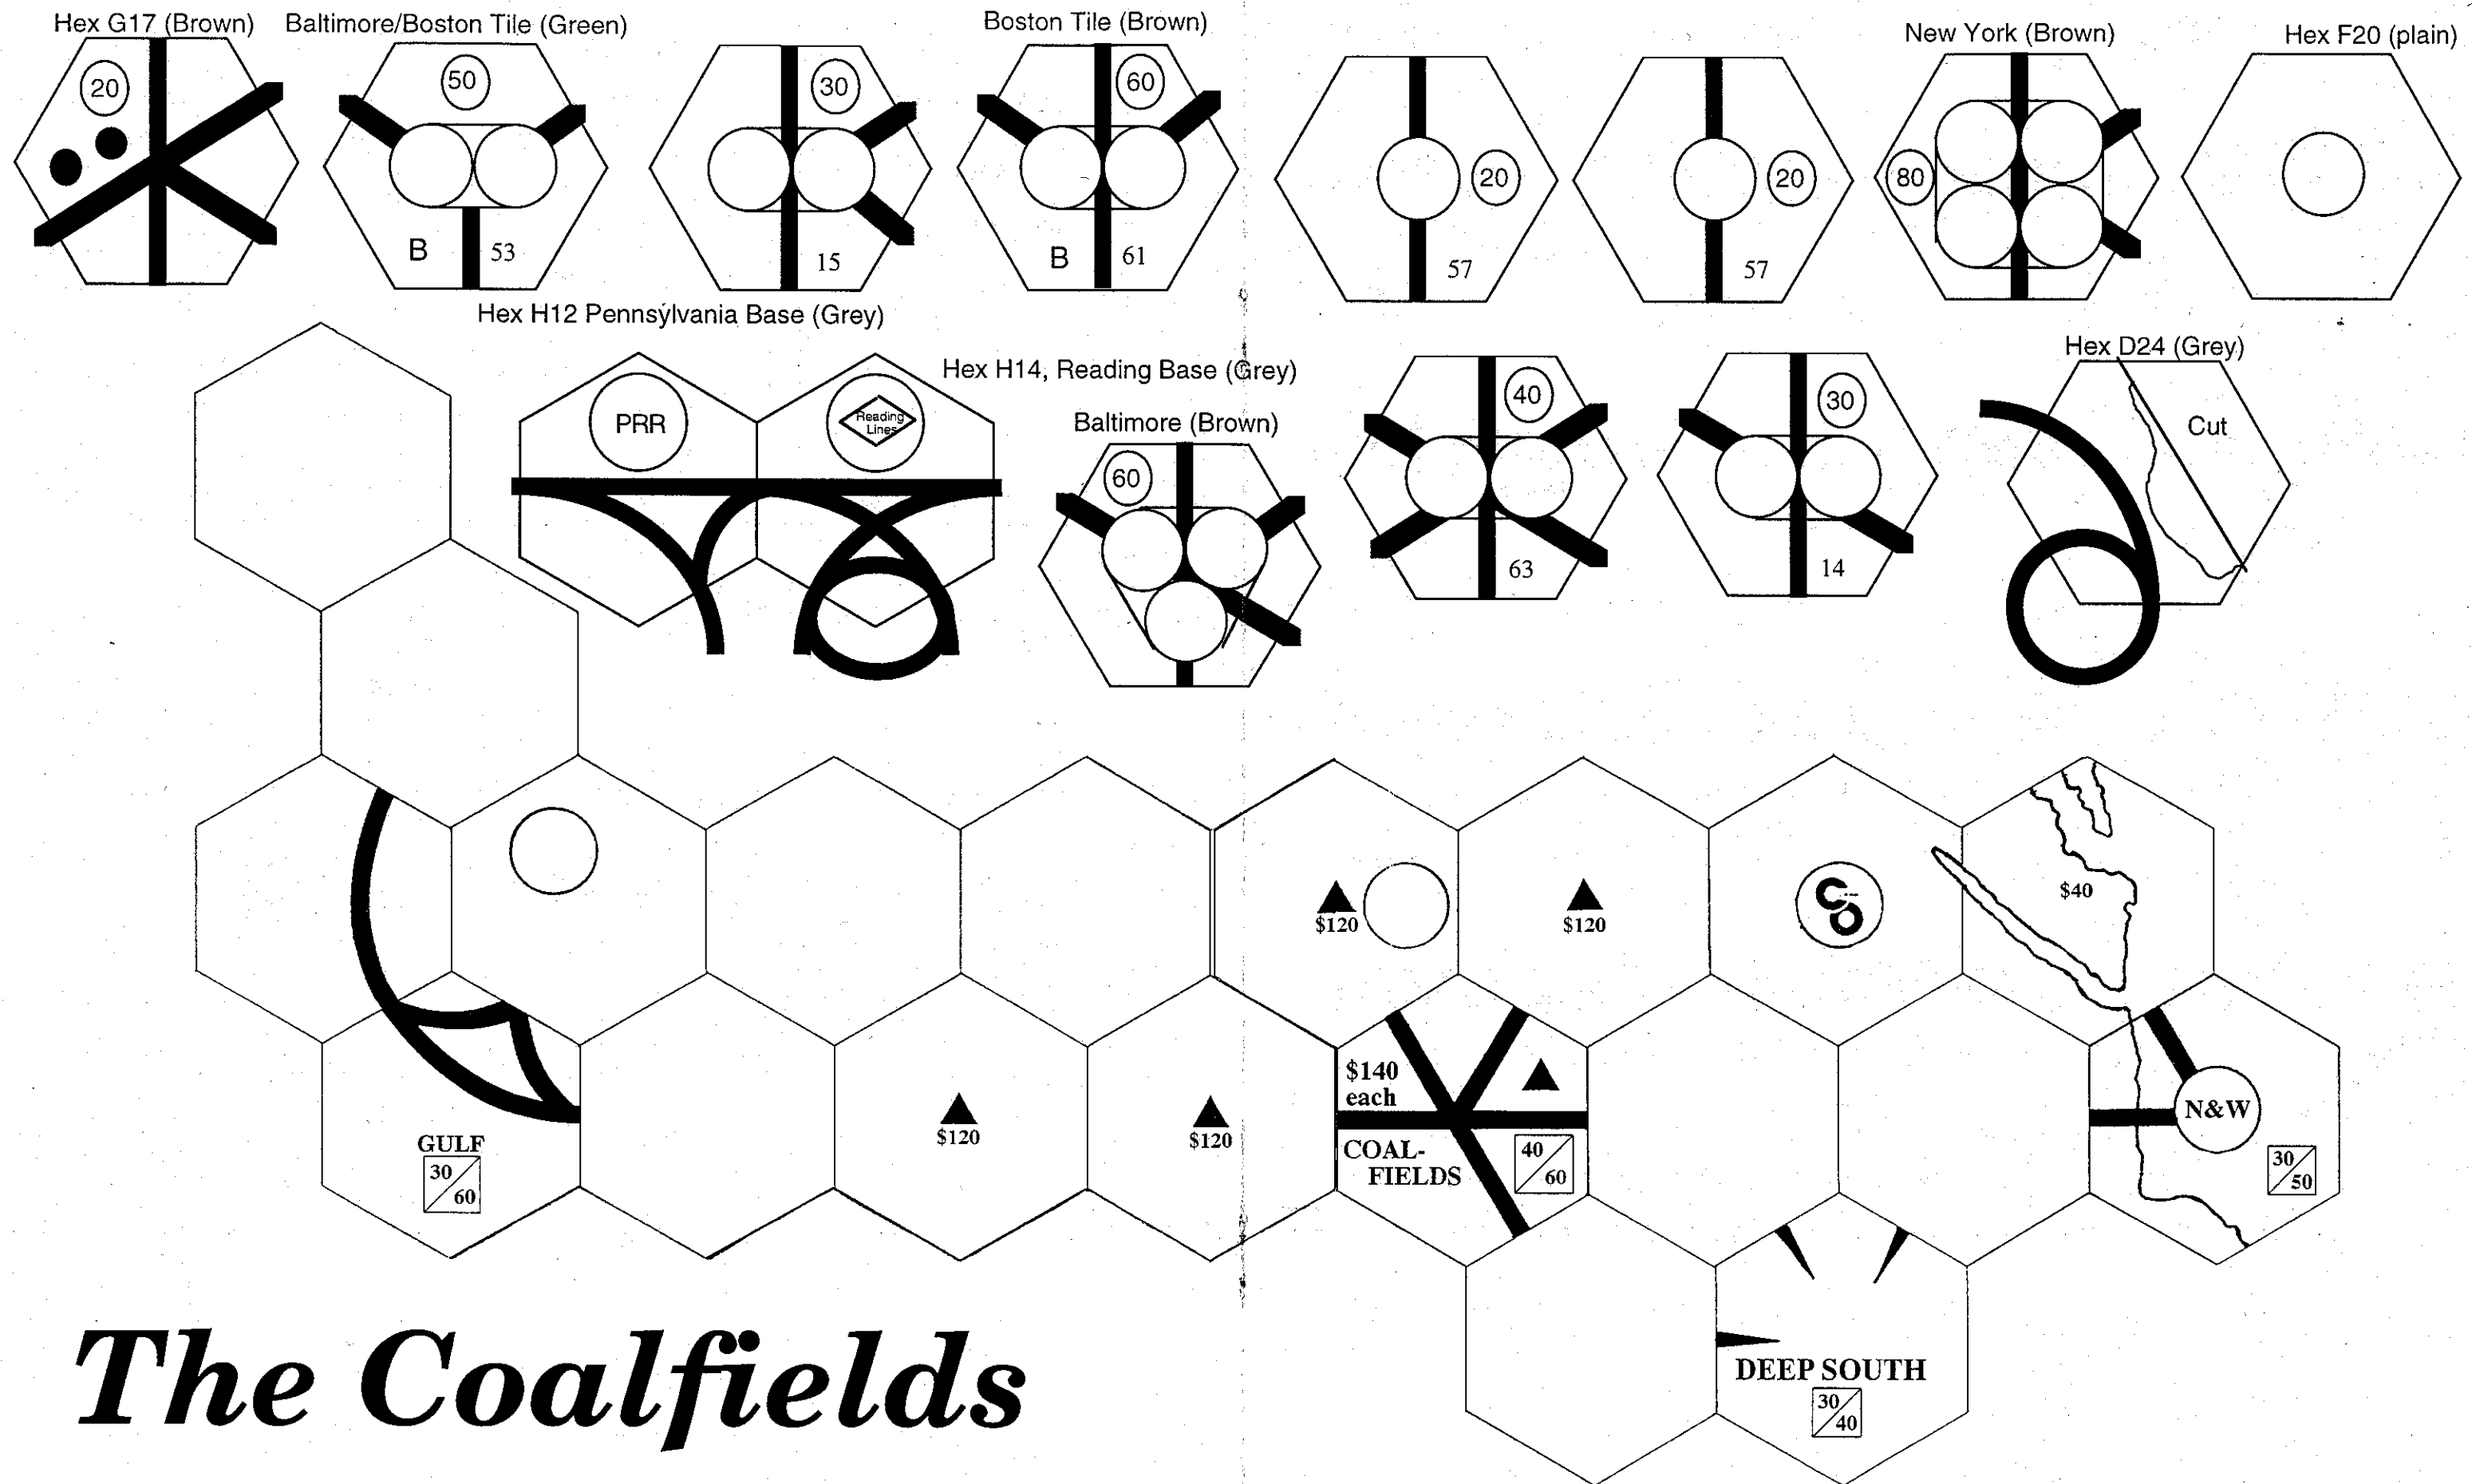 Hex G17 (Brown)
Baltimore/Boston Tile (Green)
Boston Tile (Brown)
New York (Brown)
Hex F20 (plain)
20
50
B
53
30
15
60
B
61
20
57
20
57
80
Hex H12 Pennsylvania Base (Grey)
PRR
Reading
Lines
Hex H14, Reading Base (Grey)
Baltimore (Brown)
60
40
63
30
14
Hex D24 (Grey)
Cut
$120
$120
C
O
$40
GULF
30
60
$120
$120
$140
each
COAL-
FIELDS
40
60
N&W
30
50
DEEP SOUTH
30
40
The Coalfields